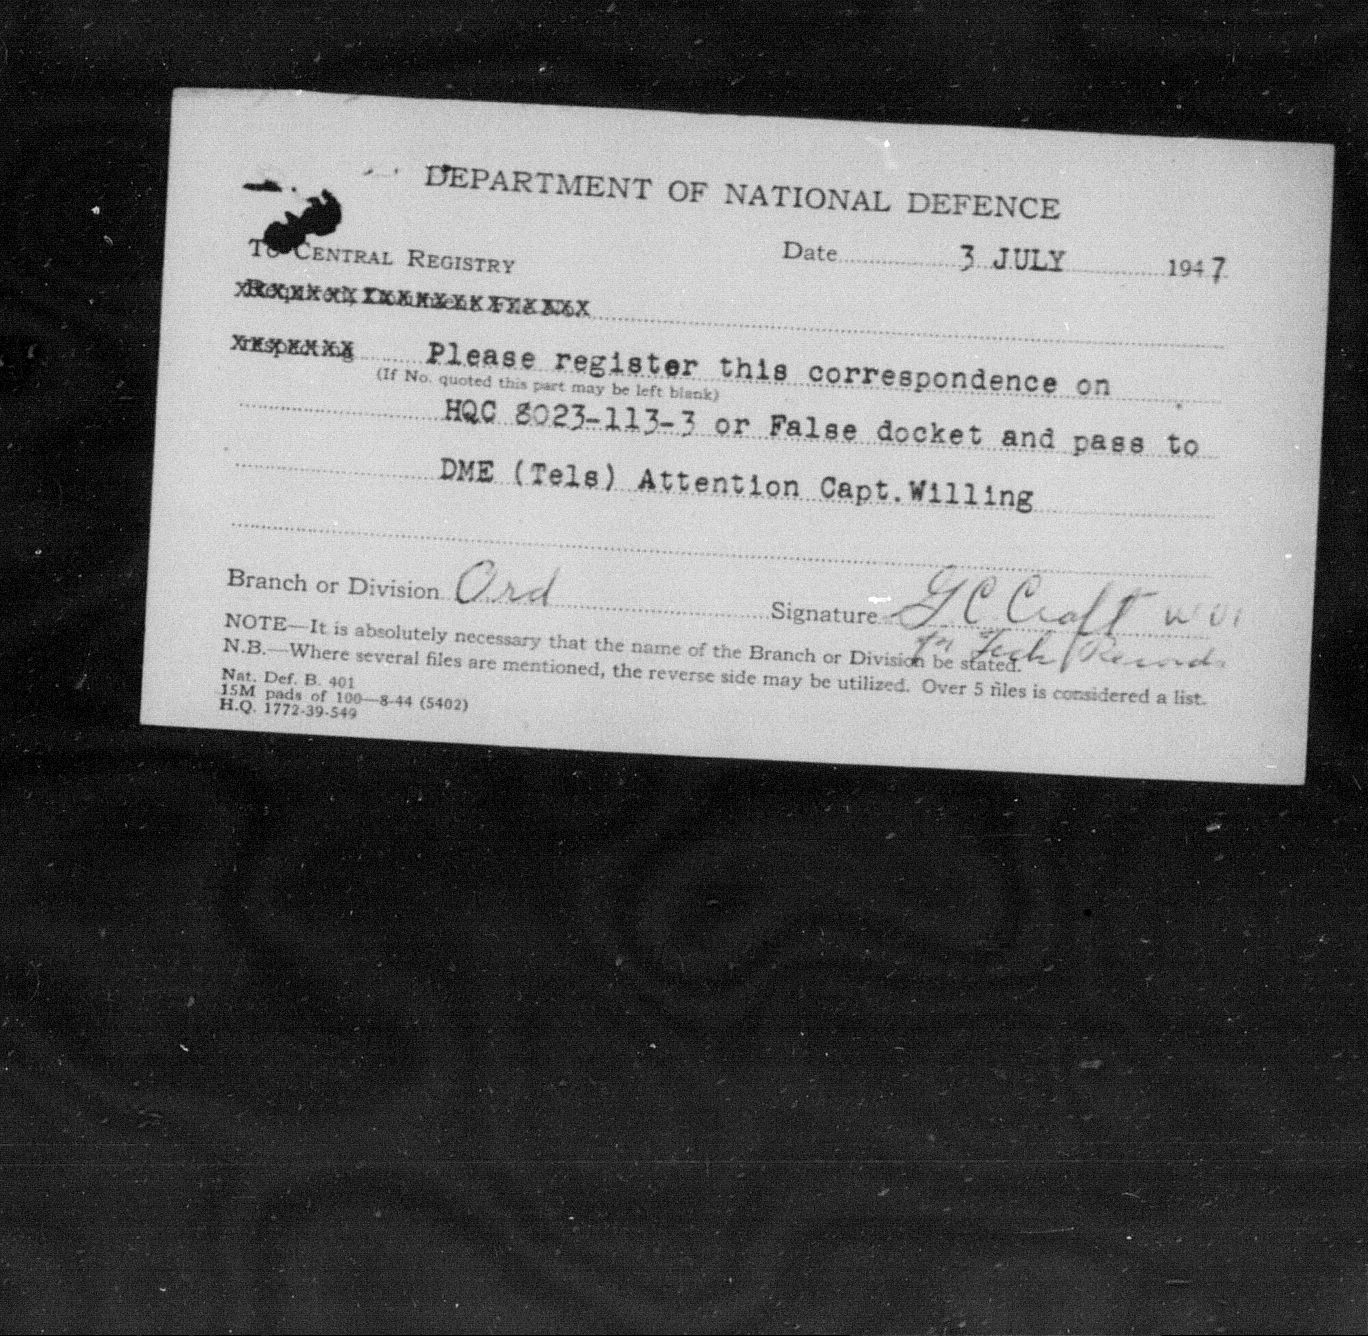 DEPARTMENT OF NATIONAL DEFENCE
To Central Registry
Date 3 JULY 1947
Please register this correspondence on
(If No. quoted this part may be left blank)
HQC 8023-113-3 or False docket and pass to
DME (Tels) Attention Capt.Willing
Branch or Division Ord Signature G C Craft
Tech Records
NOTE—It is absolutely necessary that the name of the Branch or Division be stated.
N.B.—Where several files are mentioned, the reverse side may be utilized. Over 5 files is considered a list.
Nat. Def. B. 401
15M pads of 100—8-44 (5402)
H.Q. 1772-39-549